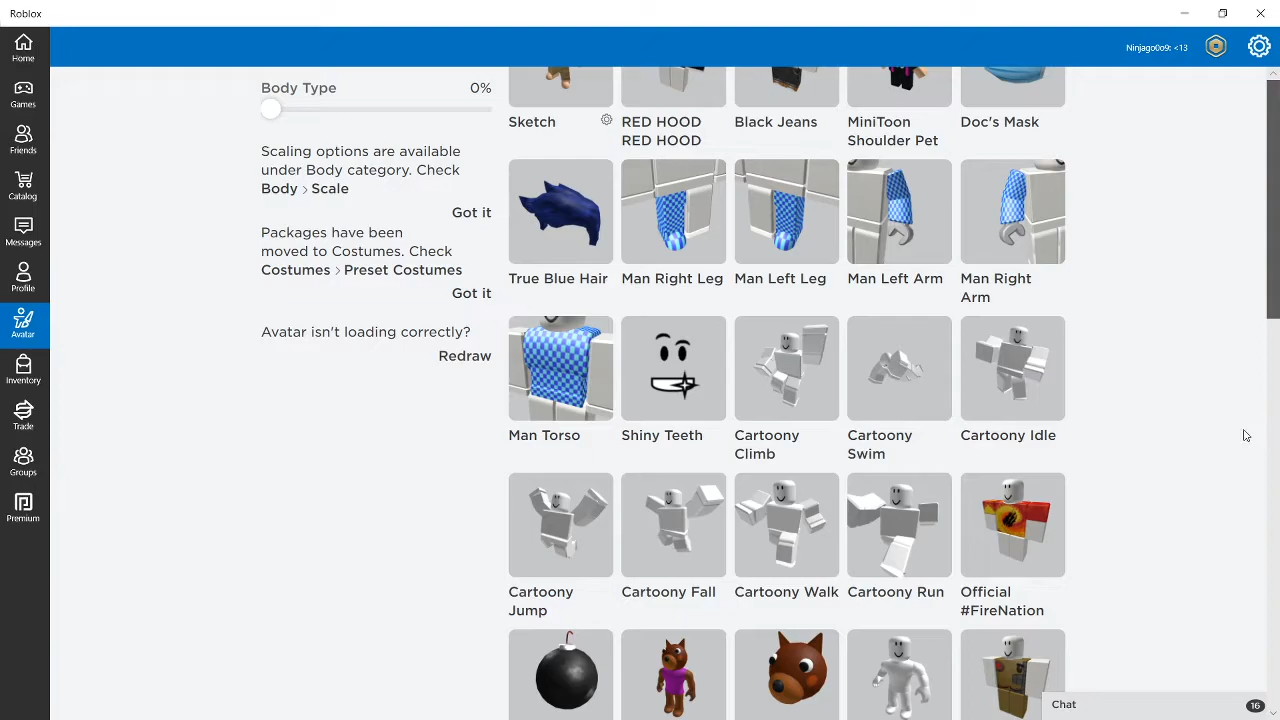 Roblox
Ninjago0o9: <13
Home
Games
Friends
Catalog
Messages
Profile
Avatar
Inventory
Trade
Groups
Premium
Body Type 0%
Scaling options are available
under Body category. Check
Body > Scale
Got it
Packages have been
moved to Costumes. Check
Costumes > Preset Costumes
Got it
Avatar isn't loading correctly?
Redraw
Sketch
RED HOOD
RED HOOD
Black Jeans
MiniToon
Shoulder Pet
Doc's Mask
True Blue Hair
Man Right Leg
Man Left Leg
Man Left Arm
Man Right
Arm
Man Torso
Shiny Teeth
Cartoony
Climb
Cartoony
Swim
Cartoony Idle
Cartoony
Jump
Cartoony Fall
Cartoony Walk
Cartoony Run
Official
#FireNation
Chat 16